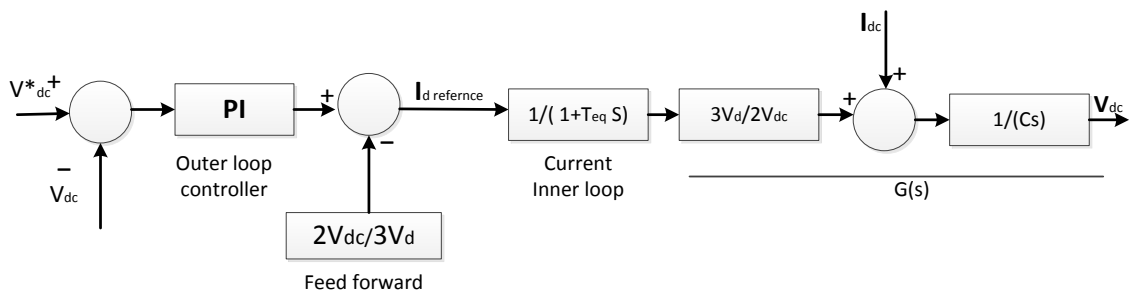 V*dc
+
−
Vdc
PI
Outer loop
controller
+
−
2Vdc/3Vd
Feed forward
Id refernce
1/( 1+Teq S)
Current
Inner loop
3Vd/2Vdc
+
Idc
+
1/(Cs)
Vdc
G(s)